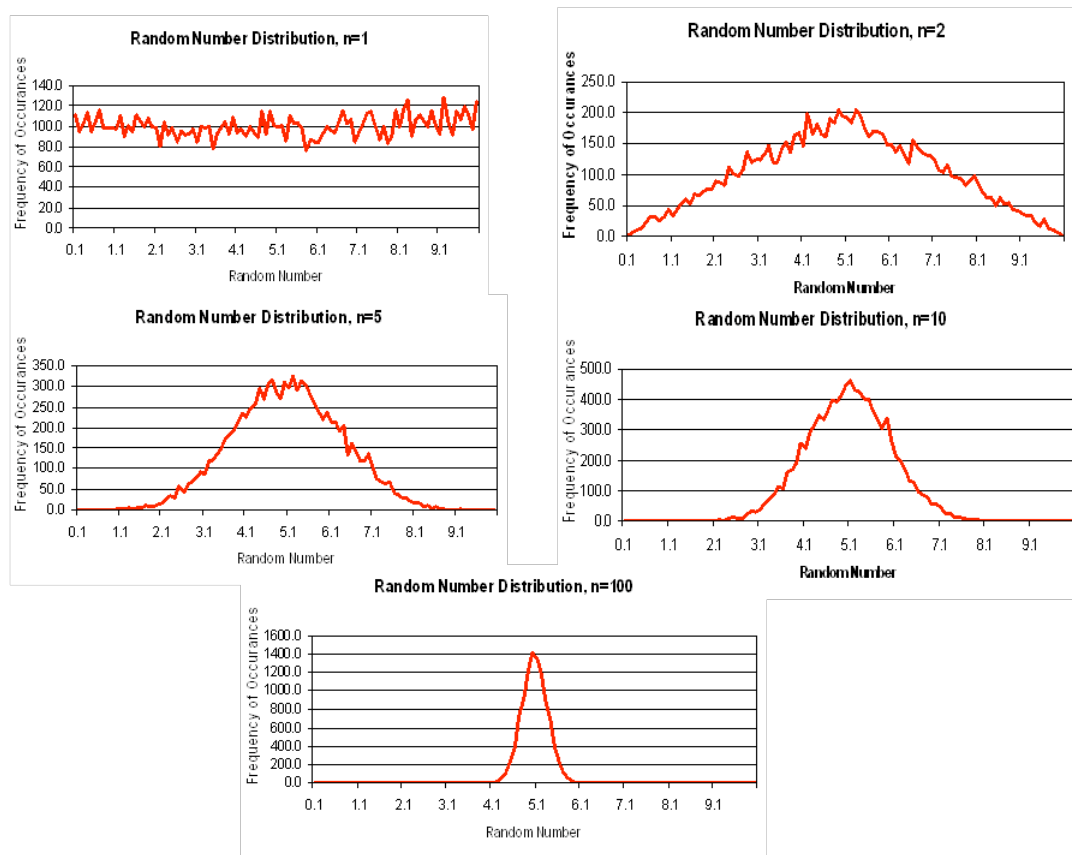 Random Number Distribution, n=1
Frequency of Occurances
140.0
120.0
100.0
80.0
60.0
40.0
20.0
0.0
0.1 1.1 2.1 3.1 4.1 5.1 6.1 7.1 8.1 9.1
Random Number
Random Number Distribution, n=2
Frequency of Occurances
250.0
200.0
150.0
100.0
50.0
0.0
0.1 1.1 2.1 3.1 4.1 5.1 6.1 7.1 8.1 9.1
Random Number
Random Number Distribution, n=5
Frequency of Occurances
350.0
300.0
250.0
200.0
150.0
100.0
50.0
0.0
0.1 1.1 2.1 3.1 4.1 5.1 6.1 7.1 8.1 9.1
Random Number
Random Number Distribution, n=10
Frequency of Occurances
500.0
400.0
300.0
200.0
100.0
0.0
0.1 1.1 2.1 3.1 4.1 5.1 6.1 7.1 8.1 9.1
Random Number
Random Number Distribution, n=100
Frequency of Occurances
1600.0
1400.0
1200.0
1000.0
800.0
600.0
400.0
200.0
0.0
0.1 1.1 2.1 3.1 4.1 5.1 6.1 7.1 8.1 9.1
Random Number